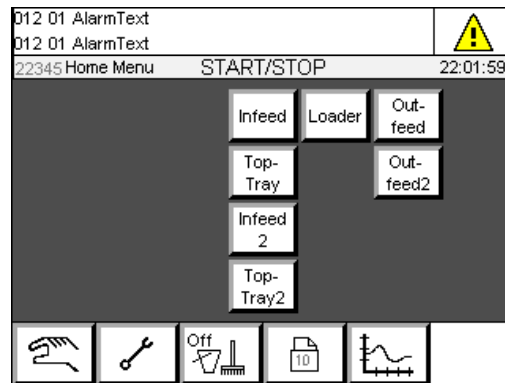 012 01 AlarmText
012 01 AlarmText
22345 Home Menu START/STOP 22:01:59
Infeed Loader Out-
feed
Top-
Tray
Out-
feed2
Infeed
2
Top-
Tray2
Off
10